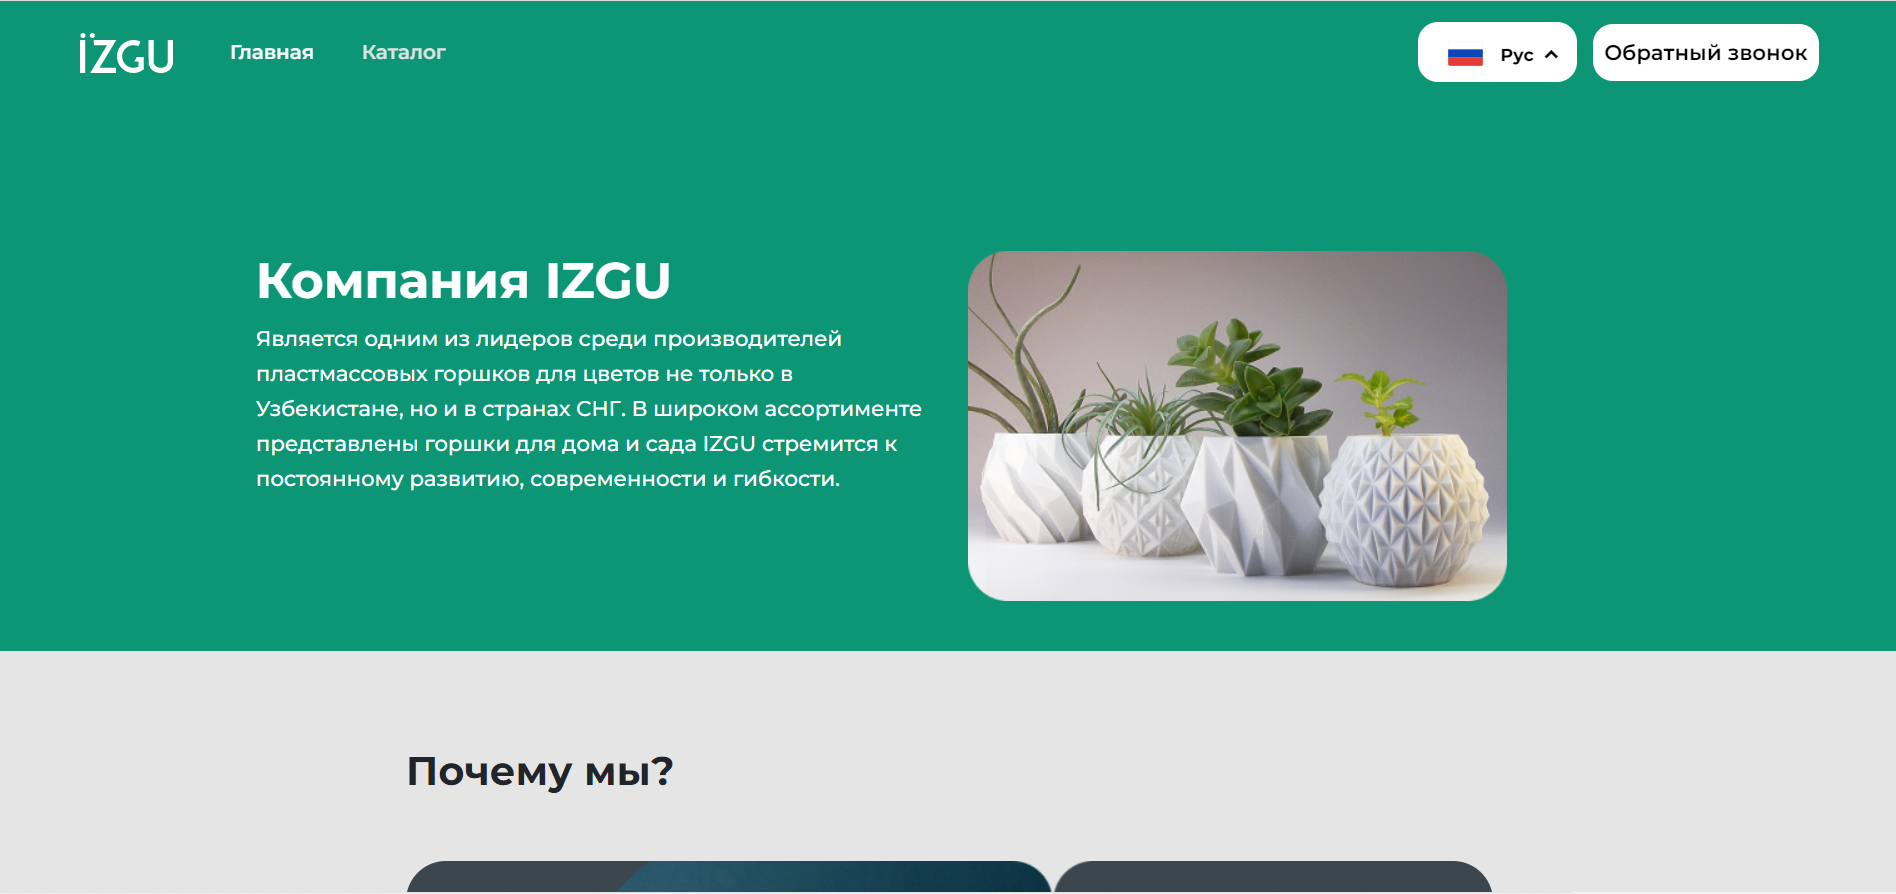 ÏZGU
Главная
Каталог
Рус
Обратный звонок
Компания IZGU
Является одним из лидеров среди производителей
пластмассовых горшков для цветов не только в
Узбекистане, но и в странах СНГ. В широком ассортименте
представлены горшки для дома и сада IZGU стремится к
постоянному развитию, современности и гибкости.
Почему мы?